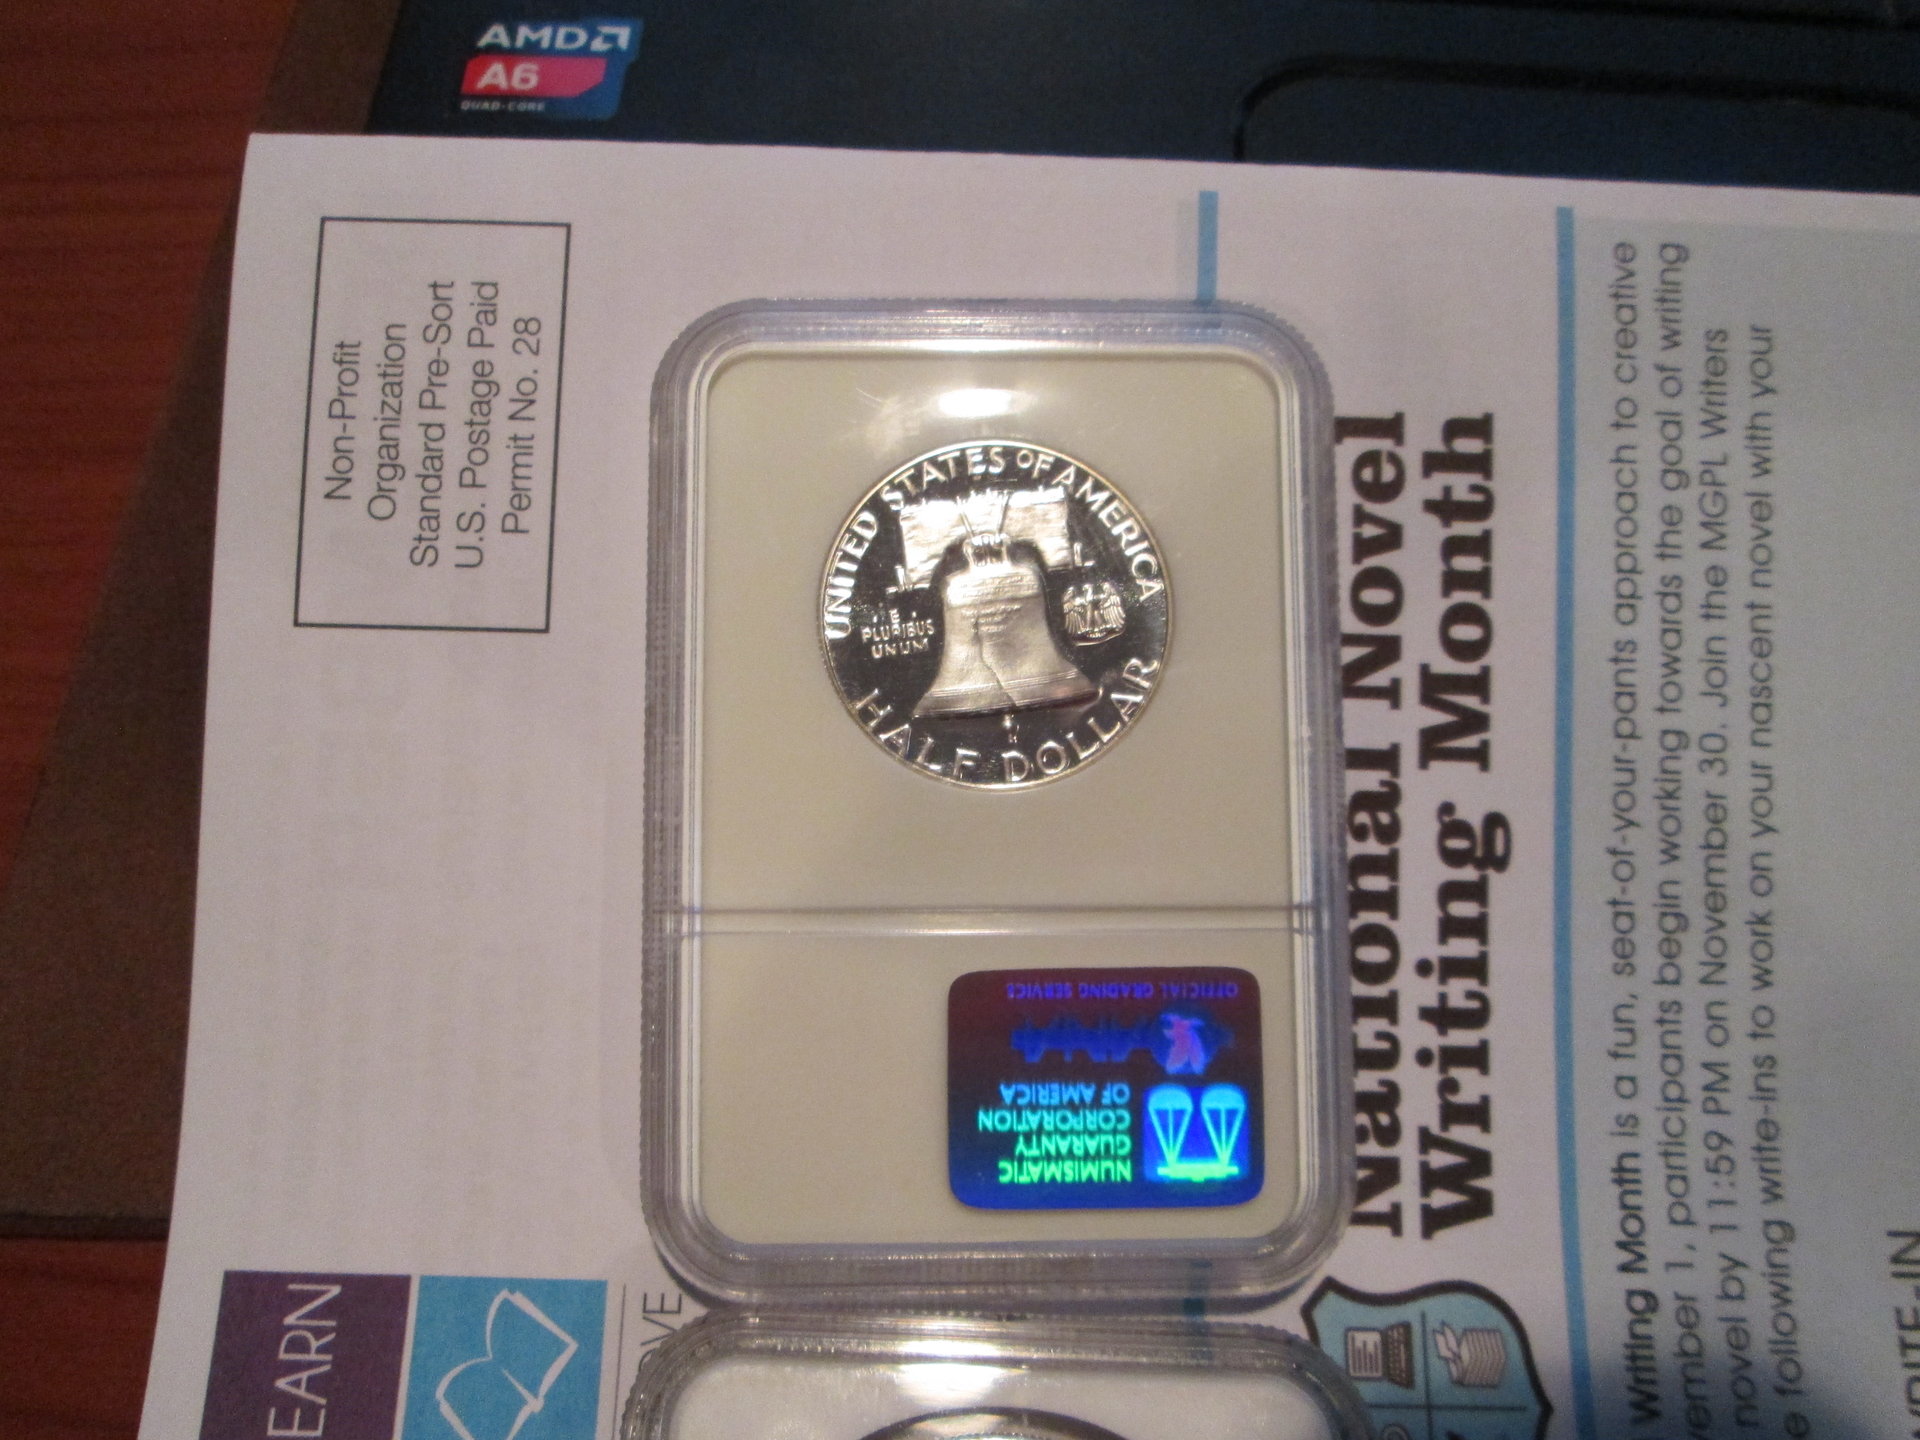 AMD
A6
QUAD-CORE
Non-Profit
Organization
Standard Pre-Sort
U.S. Postage Paid
Permit No. 28
UNITED STATES OF AMERICA
E
PLURIBUS
UNUM
HALF DOLLAR
OFFICIAL GRADING SERVICE
NUMISMATIC
GUARANTY
CORPORATION
OF AMERICA
National Novel
Writing Month
Writing Month is a fun, seat-of-your-pants approach to creative
1, participants begin working towards the goal of writing
novel by 11:59 PM on November 30. Join the MGPL Writers
following write-ins to work on your nascent novel with your
EARN